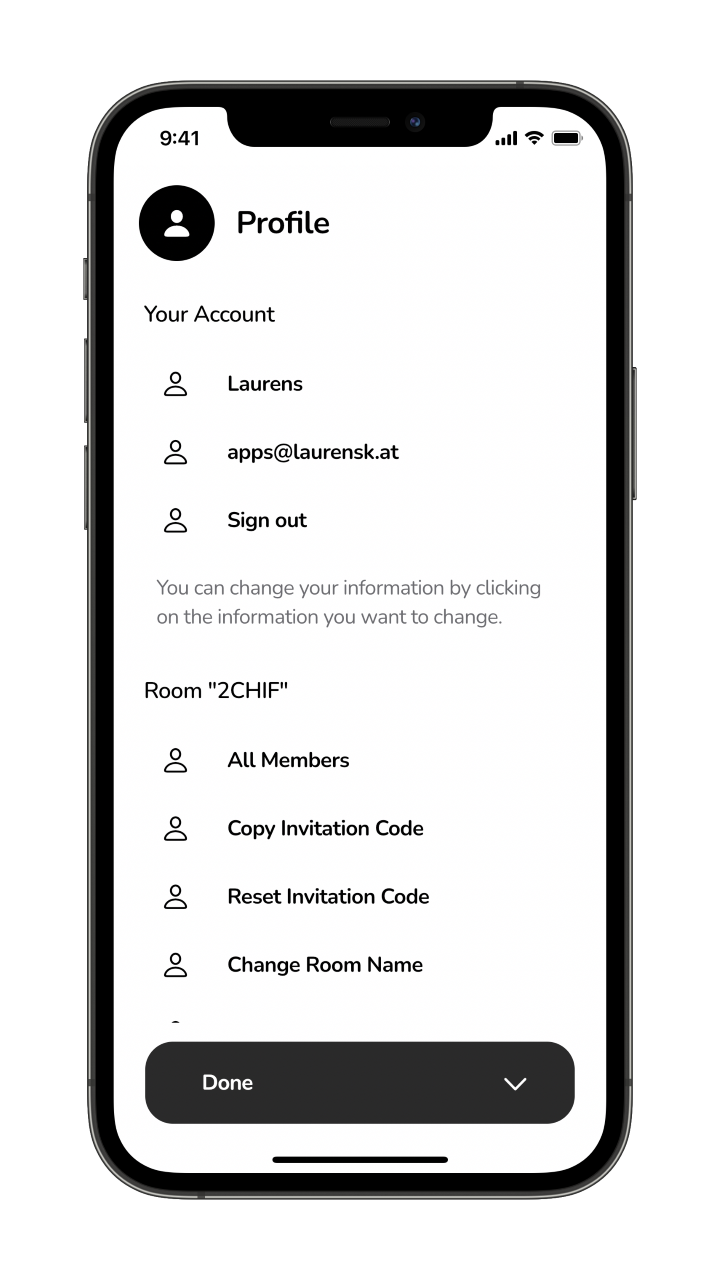 9:41
Profile
Your Account
Laurens
apps@laurensk.at
Sign out
You can change your information by clicking
on the information you want to change.
Room "2CHIF"
All Members
Copy Invitation Code
Reset Invitation Code
Change Room Name
Done